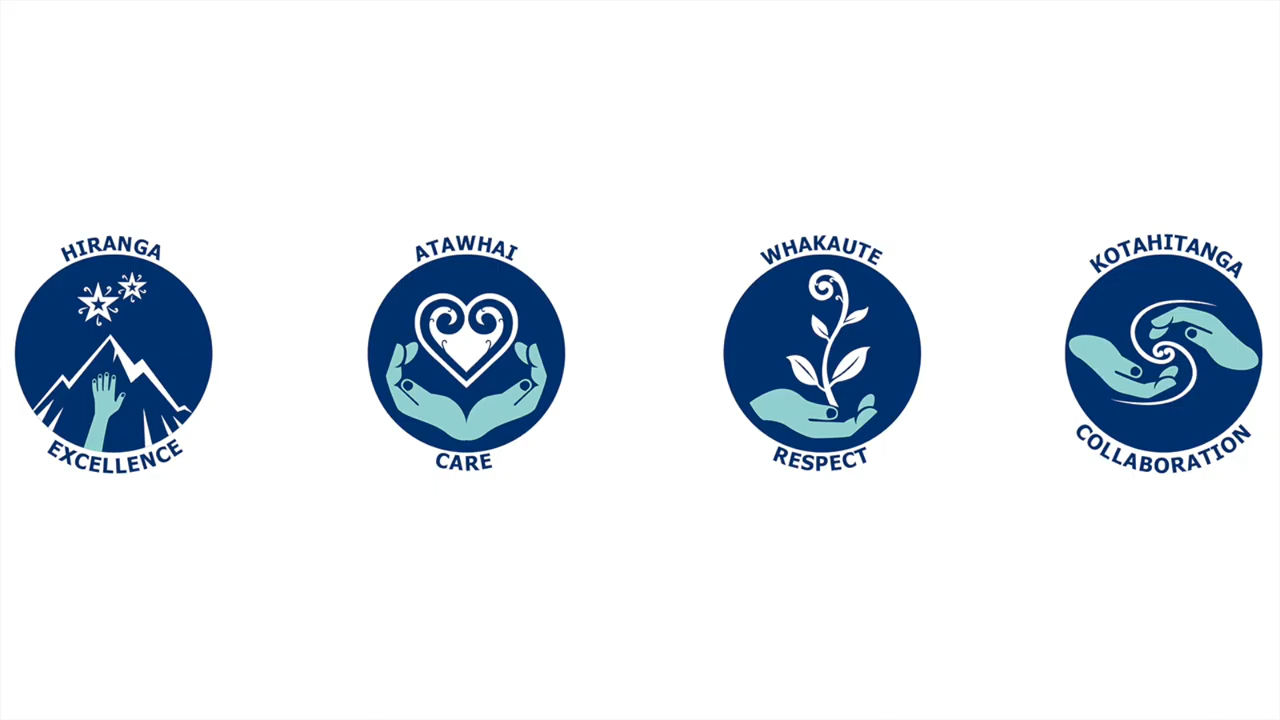 HIRANGA
EXCELLENCE
ATAWHAI
CARE
WHAKAUTE
RESPECT
KOTAHITANGA
COLLABORATION